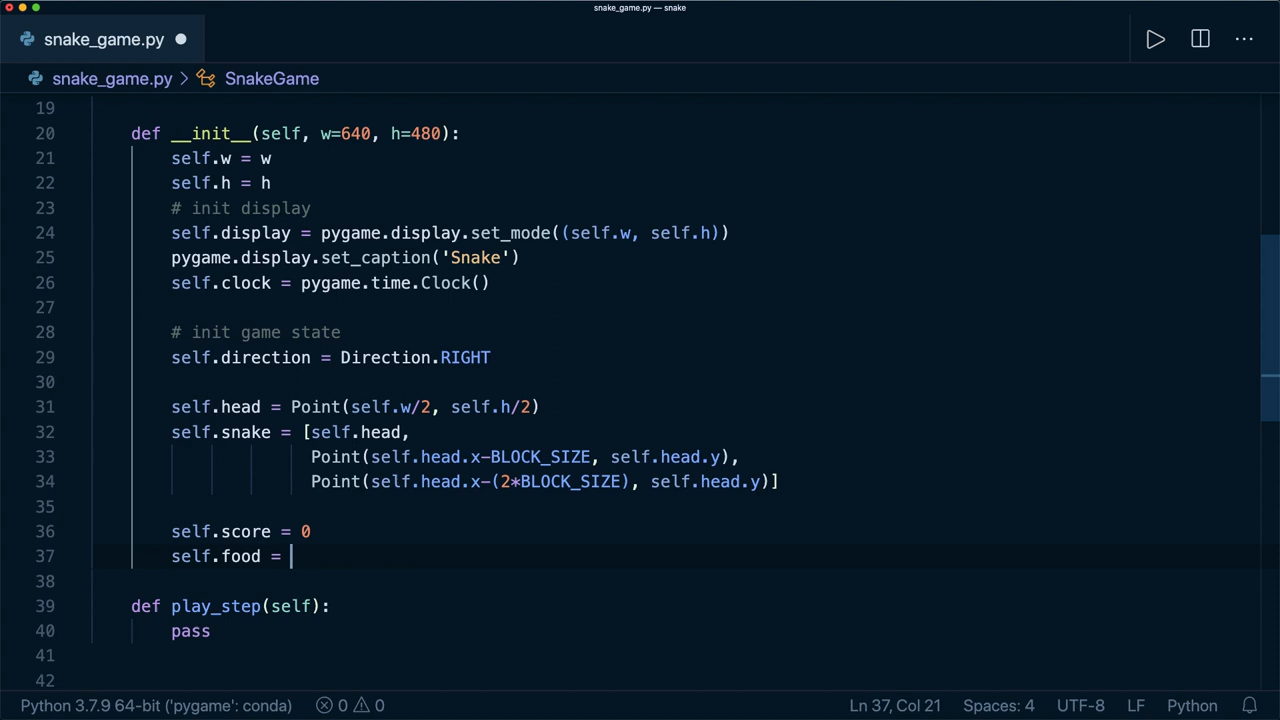 snake_game.py — snake
snake_game.py
snake_game.py > SnakeGame
19
20 def __init__(self, w=640, h=480):
21 self.w = w
22 self.h = h
23 # init display
24 self.display = pygame.display.set_mode((self.w, self.h))
25 pygame.display.set_caption('Snake')
26 self.clock = pygame.time.Clock()
27
28 # init game state
29 self.direction = Direction.RIGHT
30
31 self.head = Point(self.w/2, self.h/2)
32 self.snake = [self.head,
33 Point(self.head.x-BLOCK_SIZE, self.head.y),
34 Point(self.head.x-(2*BLOCK_SIZE), self.head.y)]
35
36 self.score = 0
37 self.food =
38
39 def play_step(self):
40 pass
41
42
Python 3.7.9 64-bit ('pygame': conda) 0 0 Ln 37, Col 21 Spaces: 4 UTF-8 LF Python